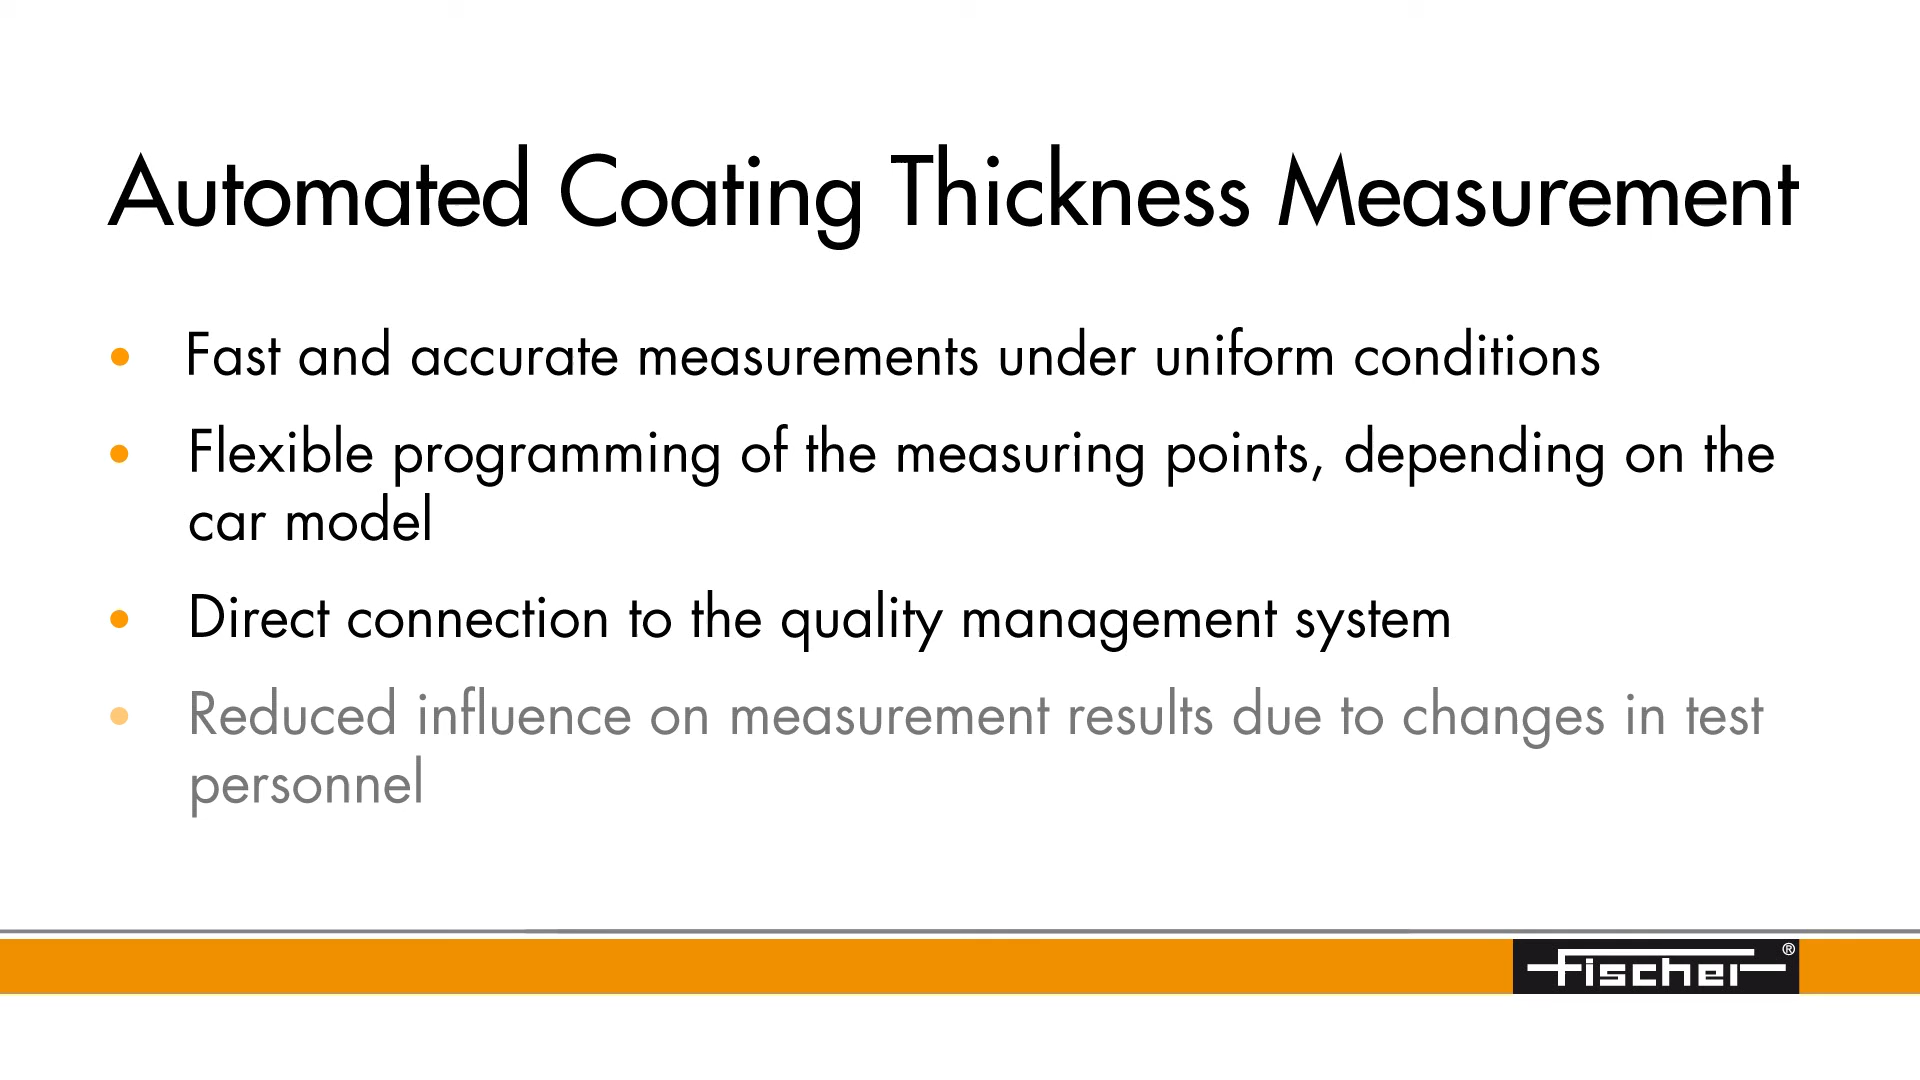 Automated Coating Thickness Measurement
• Fast and accurate measurements under uniform conditions
• Flexible programming of the measuring points, depending on the
car model
• Direct connection to the quality management system
• Reduced influence on measurement results due to changes in test
personnel
fischer®